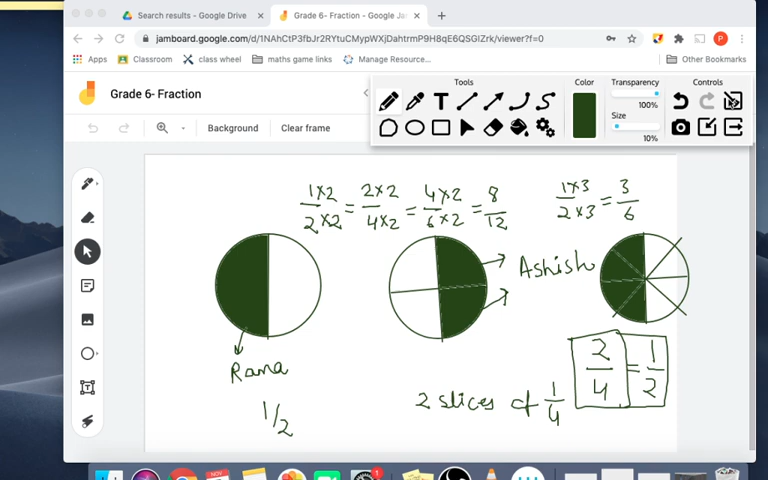 Search results - Google Drive
Grade 6- Fraction - Google Ja
jamboard.google.com/d/1NAhCtP3fbJr2RYtuCMypWXjDahtrmP9H8qE6QSGIZrk/viewer?f=0
Apps Classroom class wheel maths game links Manage Resource... Other Bookmarks
Grade 6- Fraction
Tools Color Transparency Controls
100%
Size
10%
Background Clear frame
1×2/2×2 = 2×2/4×2 = 4×2/6×2 = 8/12
1×3/2×3 = 3/6
Ashish
Rama
1/2
2 slices of 1/4
2/4 = 1/2